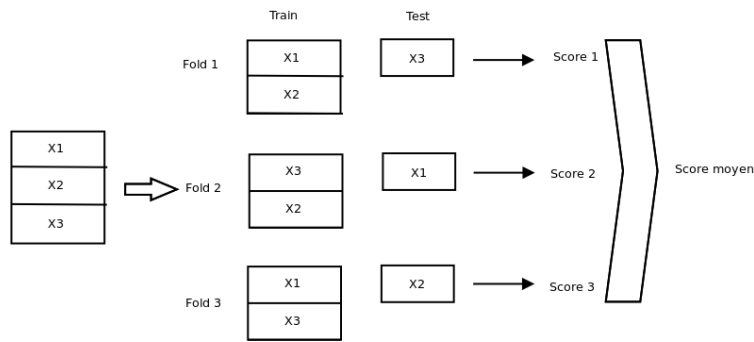 Train
Test
Fold 1
X1
X2
X3
Score 1
X1
X2
X3
Fold 2
X3
X2
X1
Score 2
Score moyen
Fold 3
X1
X3
X2
Score 3